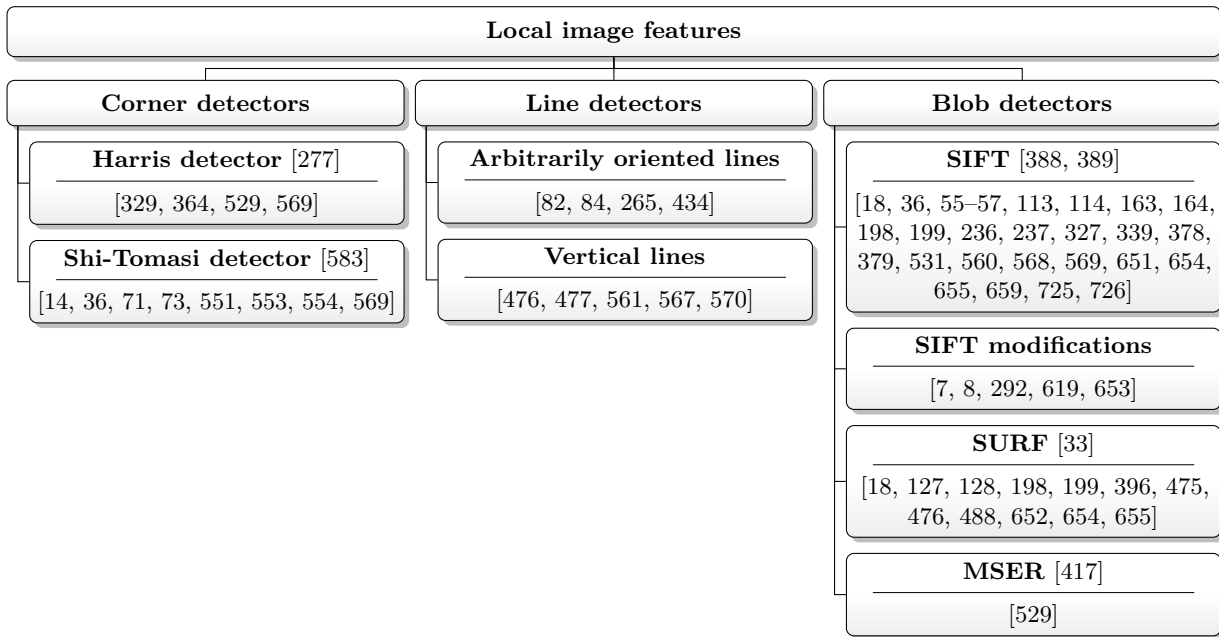 Local image features
Corner detectors
Harris detector [277]
[329, 364, 529, 569]
Shi-Tomasi detector [583]
[14, 36, 71, 73, 551, 553, 554, 569]
Line detectors
Arbitrarily oriented lines
[82, 84, 265, 434]
Vertical lines
[476, 477, 561, 567, 570]
Blob detectors
SIFT [388, 389]
[18, 36, 55–57, 113, 114, 163, 164,
198, 199, 236, 237, 327, 339, 378,
379, 531, 560, 568, 569, 651, 654,
655, 659, 725, 726]
SIFT modifications
[7, 8, 292, 619, 653]
SURF [33]
[18, 127, 128, 198, 199, 396, 475,
476, 488, 652, 654, 655]
MSER [417]
[529]